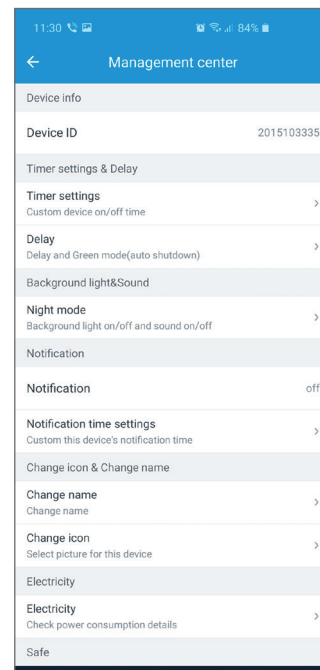 11:30 84%
Management center
Device info
Device ID 2015103335
Timer settings & Delay
Timer settings
Custom device on/off time
Delay
Delay and Green mode(auto shutdown)
Background light&Sound
Night mode
Background light on/off and sound on/off
Notification
Notification off
Notification time settings
Custom this device's notification time
Change icon & Change name
Change name
Change name
Change icon
Select picture for this device
Electricity
Electricity
Check power consumption details
Safe